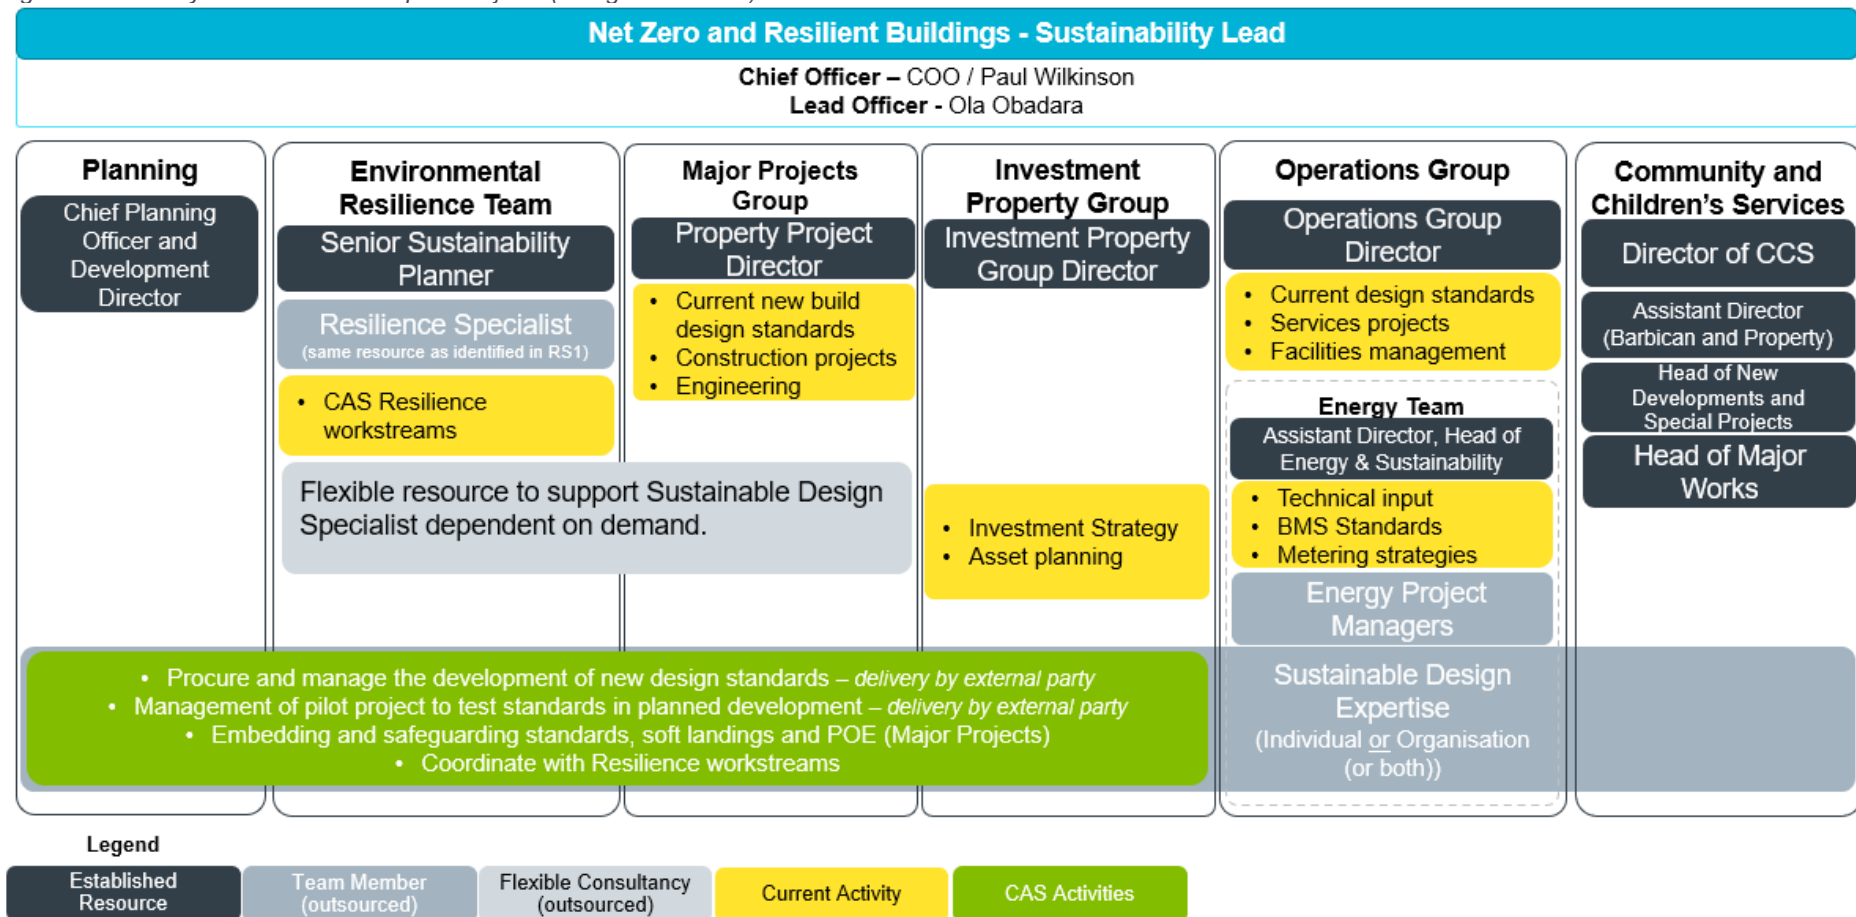 Net Zero and Resilient Buildings - Sustainability Lead
Chief Officer – COO / Paul Wilkinson
Lead Officer - Ola Obadara
Planning
Chief Planning
Officer and
Development
Director
Environmental
Resilience Team
Senior Sustainability
Planner
Resilience Specialist
(same resource as identified in RS1)
• CAS Resilience
workstreams
Major Projects
Group
Property Project
Director
• Current new build
design standards
• Construction projects
• Engineering
Flexible resource to support Sustainable Design
Specialist dependent on demand.
Investment
Property Group
Investment Property
Group Director
• Investment Strategy
• Asset planning
Operations Group
Operations Group
Director
• Current design standards
• Services projects
• Facilities management
Energy Team
Assistant Director, Head of
Energy & Sustainability
• Technical input
• BMS Standards
• Metering strategies
Energy Project
Managers
Sustainable Design
Expertise
(Individual or Organisation
(or both))
Community and
Children's Services
Director of CCS
Assistant Director
(Barbican and Property)
Head of New
Developments and
Special Projects
Head of Major
Works
• Procure and manage the development of new design standards – delivery by external party
• Management of pilot project to test standards in planned development – delivery by external party
• Embedding and safeguarding standards, soft landings and POE (Major Projects)
• Coordinate with Resilience workstreams
Legend
Established
Resource
Team Member
(outsourced)
Flexible Consultancy
(outsourced)
Current Activity
CAS Activities